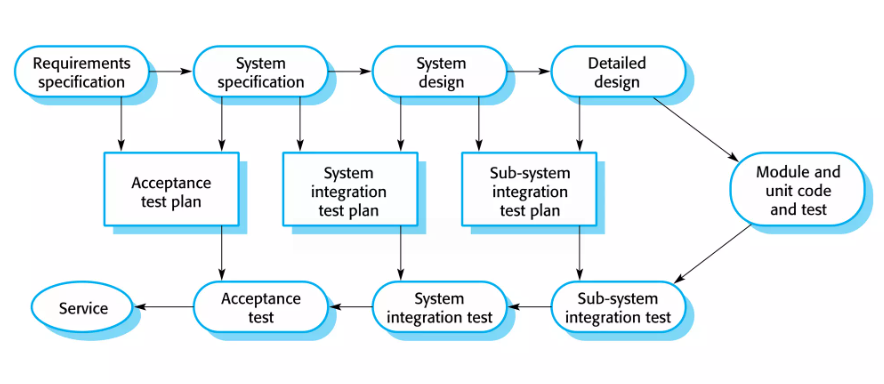 Requirements
specification
System
specification
System
design
Detailed
design
Acceptance
test plan
System
integration
test plan
Sub-system
integration
test plan
Module and
unit code
and test
Service
Acceptance
test
System
integration test
Sub-system
integration test